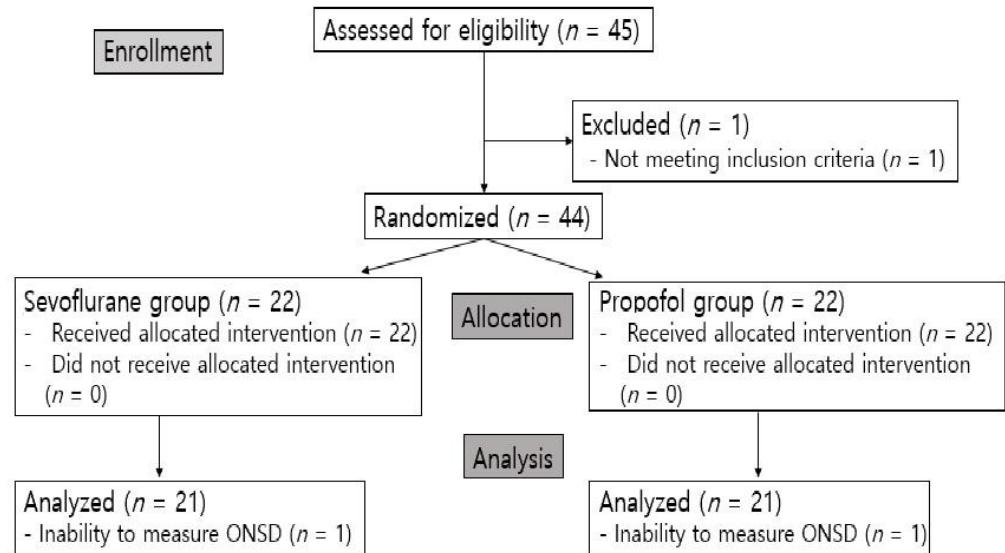 Assessed for eligibility (n = 45)
Enrollment
Excluded (n = 1)
- Not meeting inclusion criteria (n = 1)
Randomized (n = 44)
Sevoflurane group (n = 22)
- Received allocated intervention (n = 22)
- Did not receive allocated intervention
(n = 0)
Allocation
Propofol group (n = 22)
- Received allocated intervention (n = 22)
- Did not receive allocated intervention
(n = 0)
Analysis
Analyzed (n = 21)
- Inability to measure ONSD (n = 1)
Analyzed (n = 21)
- Inability to measure ONSD (n = 1)